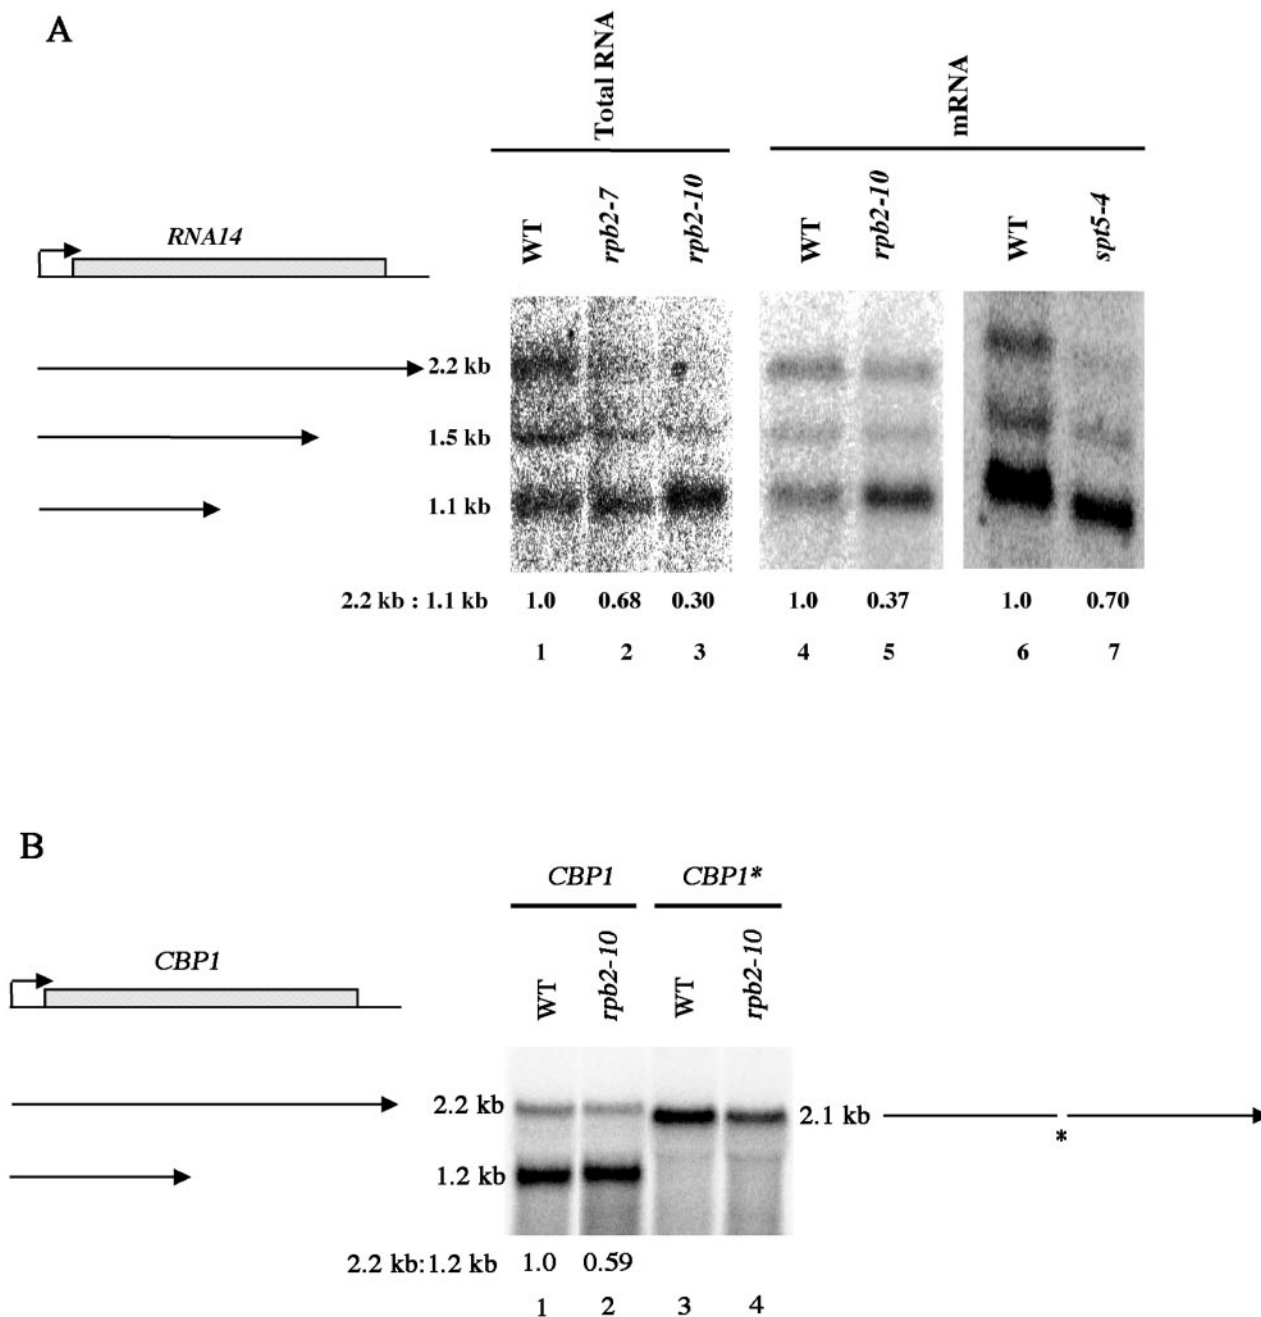 A
Total RNA
mRNA
WT
rpb2-7
rpb2-10
WT
rpb2-10
WT
spt5-4
RNA14
2.2 kb
1.5 kb
1.1 kb
2.2 kb : 1.1 kb 1.0 0.68 0.30 1.0 0.37 1.0 0.70
1 2 3 4 5 6 7
B
CBP1 CBP1*
WT
rpb2-10
WT
rpb2-10
CBP1
2.2 kb
2.1 kb
*
1.2 kb
2.2 kb:1.2 kb 1.0 0.59
1 2 3 4